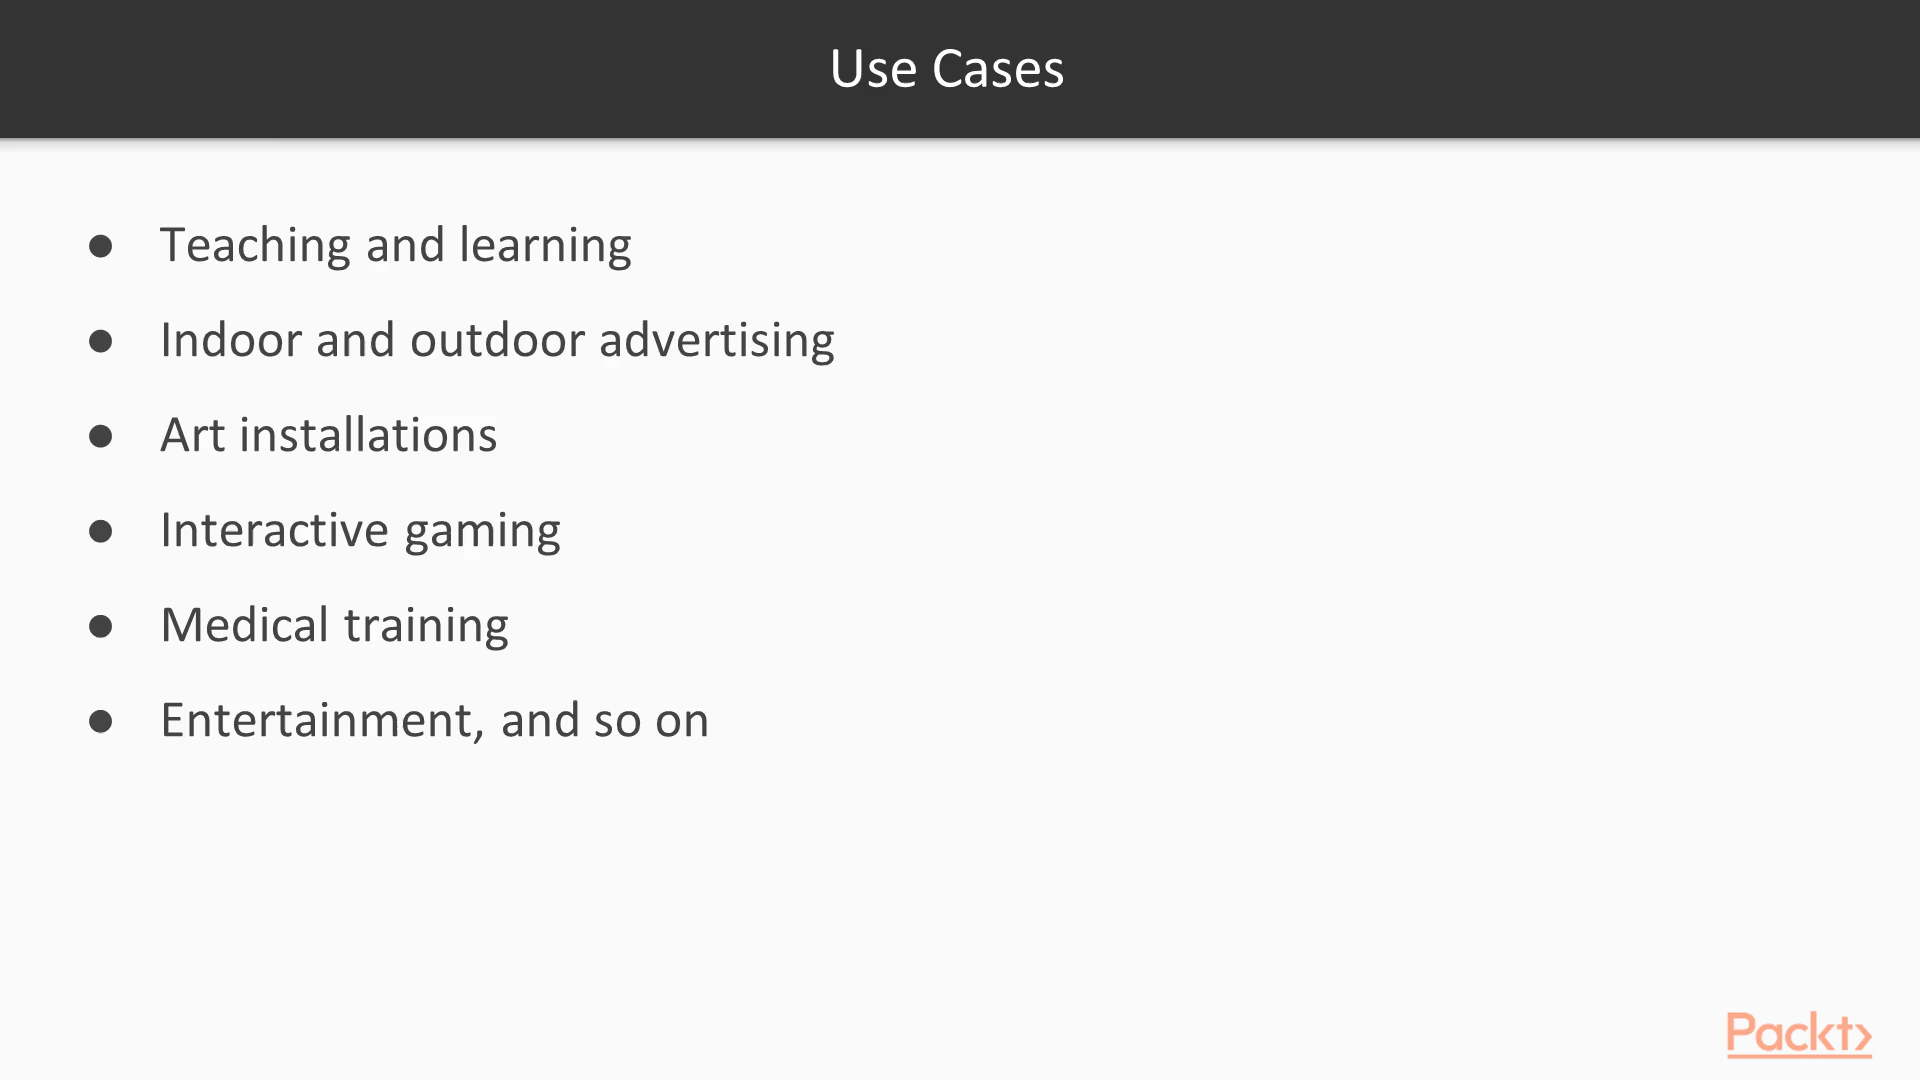 Use Cases
● Teaching and learning
● Indoor and outdoor advertising
● Art installations
● Interactive gaming
● Medical training
● Entertainment, and so on
Packt>